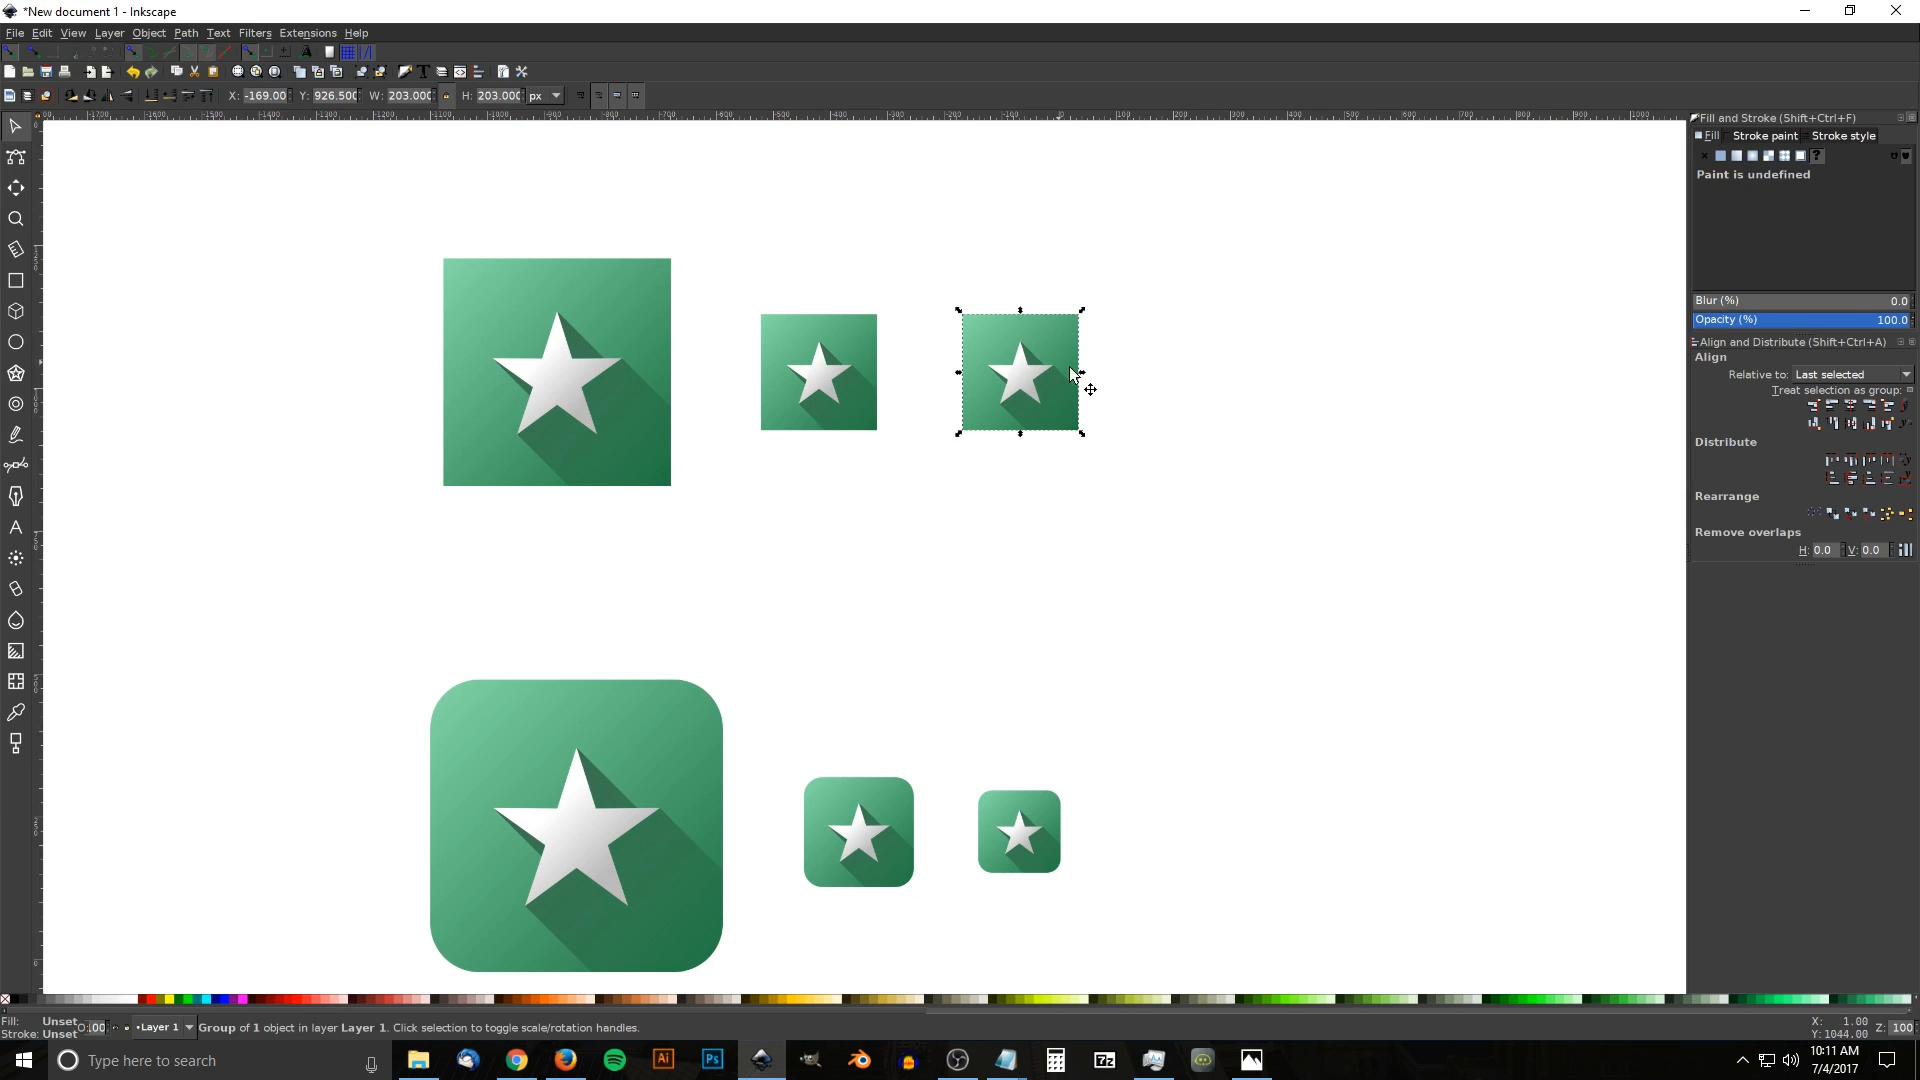 *New document 1 - Inkscape
File Edit View Layer Object Path Text Filters Extensions Help
X: -169.00 Y: 926.500 W: 203.000 H: 203.000 px
Fill and Stroke (Shift+Ctrl+F)
Fill Stroke paint Stroke style
Paint is undefined
Blur (%) 0.0
Opacity (%) 100.0
Align and Distribute (Shift+Ctrl+A)
Align
Relative to: Last selected
Treat selection as group:
Distribute
Rearrange
Remove overlaps
H: 0.0 V: 0.0
Fill: Unset
Stroke: Unset
Layer 1
Group of 1 object in layer Layer 1. Click selection to toggle scale/rotation handles.
X: 1.00
Y: 1044.00
Z: 100
Type here to search
Ai
Ps
7z
10:11 AM
7/4/2017